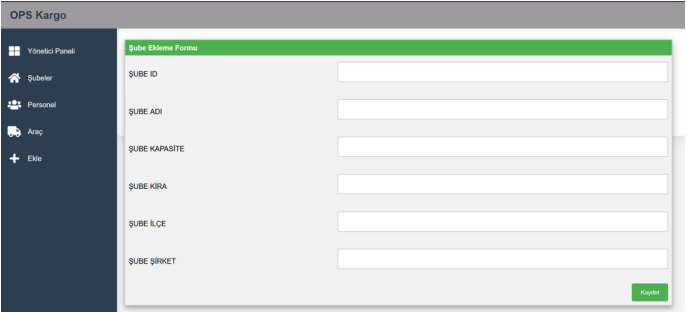 OPS Kargo
Yönetici Paneli
Şubeler
Personel
Araç
Ekle
Şube Ekleme Formu
ŞUBE ID
ŞUBE ADI
ŞUBE KAPASİTE
ŞUBE KİRA
ŞUBE İLÇE
ŞUBE ŞİRKET
Kaydet